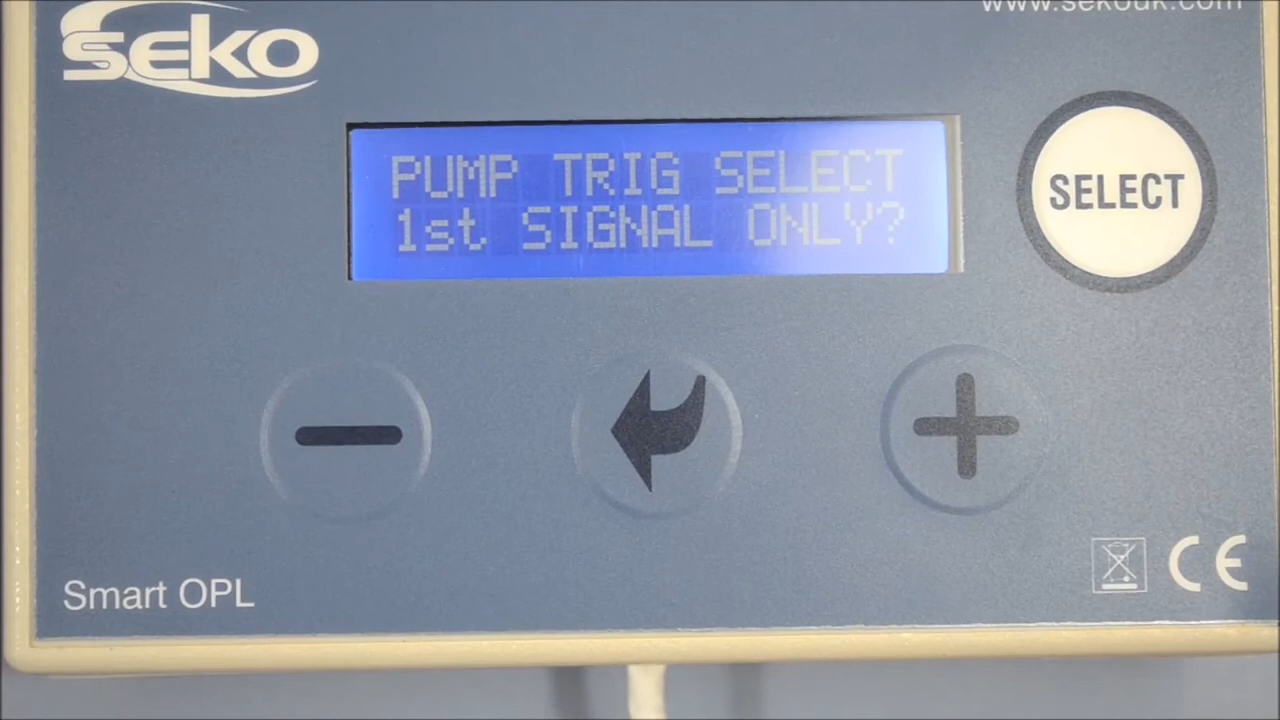 www.sekouk.com
SEKO
PUMP TRIG SELECT
1st SIGNAL ONLY?
SELECT
Smart OPL
CE